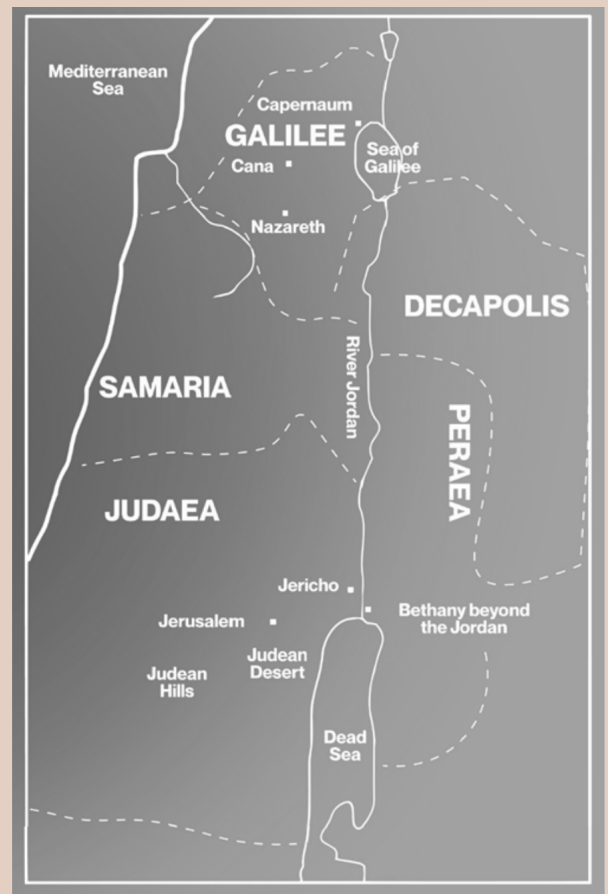 Mediterranean
Sea
Capernaum
GALILEE
Sea of
Galilee
Cana
Nazareth
DECAPOLIS
River Jordan
SAMARIA
PERAEA
JUDAEA
Jericho
Bethany beyond
the Jordan
Jerusalem
Judean
Desert
Judean
Hills
Dead
Sea